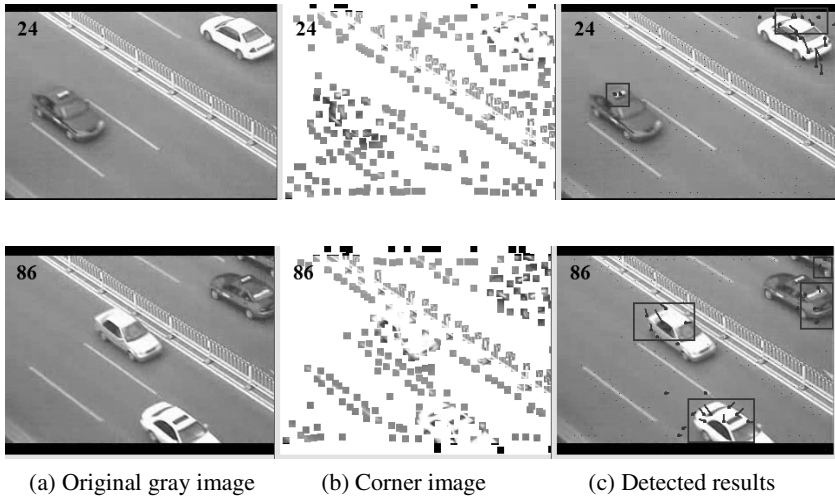 24 24 24
86 86 86
(a) Original gray image (b) Corner image (c) Detected results